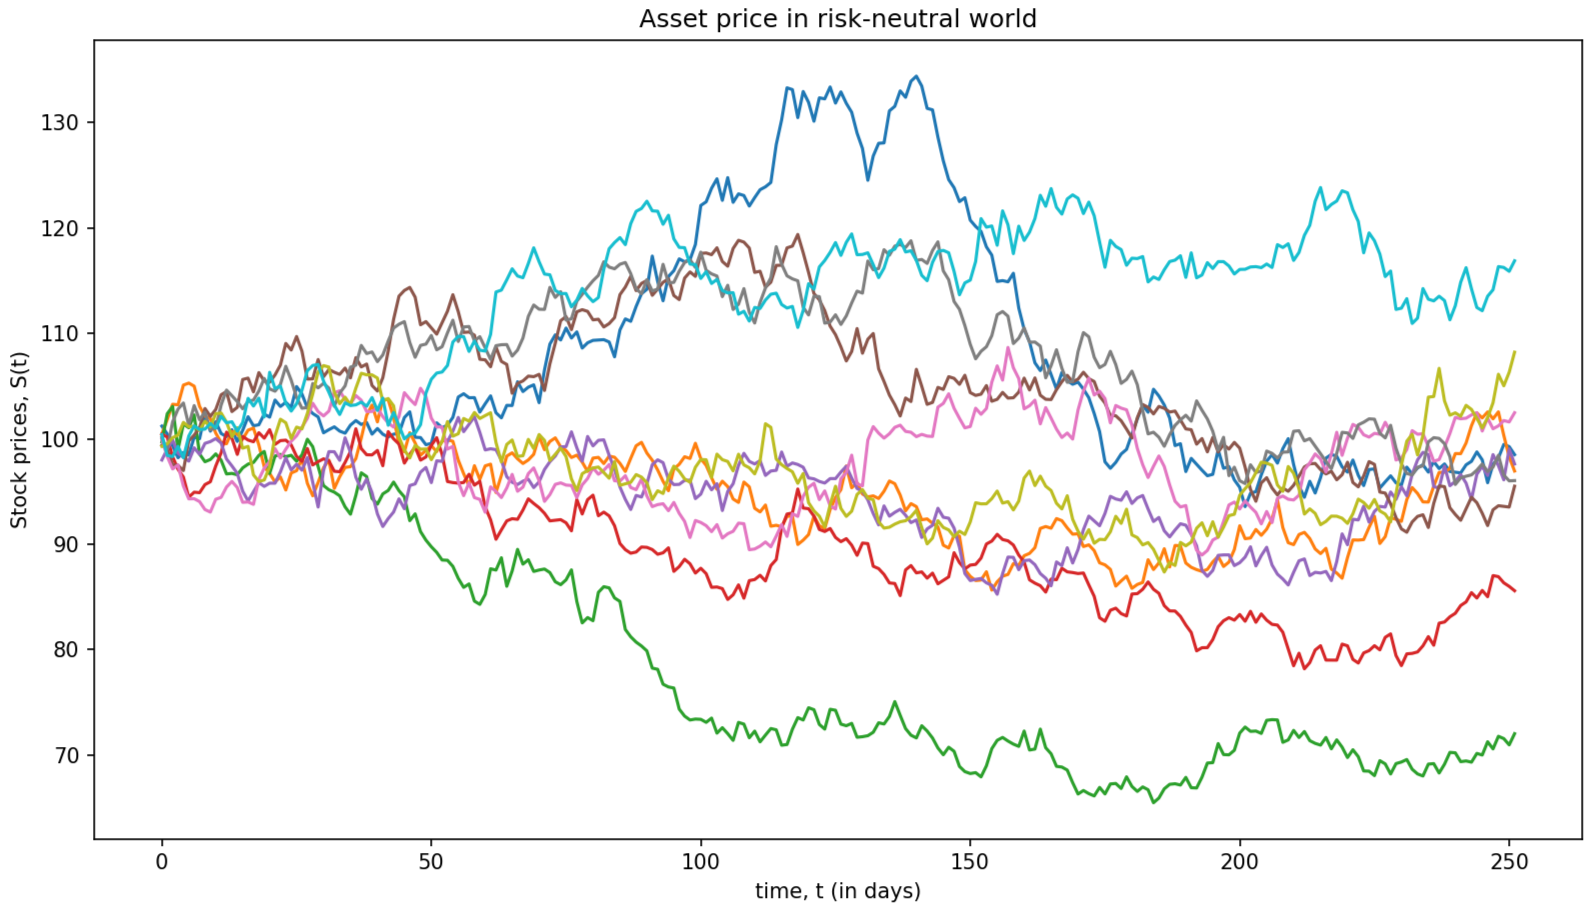 Asset price in risk-neutral world
Stock prices, S(t)
130
120
110
100
90
80
70
0 50 100 150 200 250
time, t (in days)